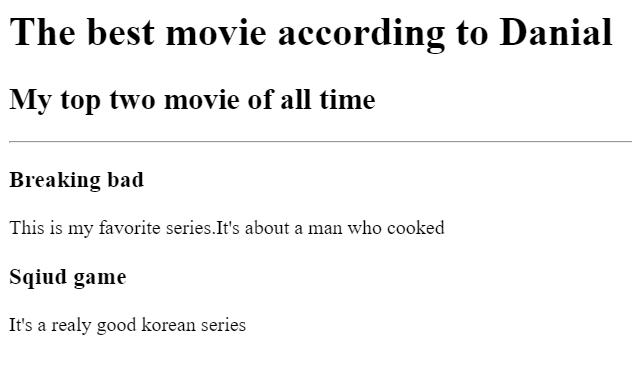 The best movie according to Danial
My top two movie of all time
Breaking bad
This is my favorite series.It's about a man who cooked
Sqiud game
It's a realy good korean series